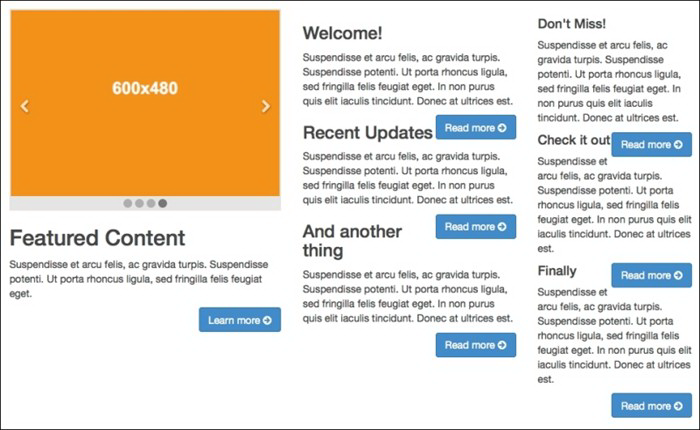 600x480
Featured Content
Suspendisse et arcu felis, ac gravida turpis. Suspendisse
potenti. Ut porta rhoncus ligula, sed fringilla felis feugiat
eget.
Learn more
Welcome!
Suspendisse et arcu felis, ac gravida turpis.
Suspendisse potenti. Ut porta rhoncus ligula,
sed fringilla felis feugiat eget. In non purus
quis elit iaculis tincidunt. Donec at ultrices est.
Read more
Recent Updates
Suspendisse et arcu felis, ac gravida turpis.
Suspendisse potenti. Ut porta rhoncus ligula,
sed fringilla felis feugiat eget. In non purus
quis elit iaculis tincidunt. Donec at ultrices est.
Read more
And another
thing
Suspendisse et arcu felis, ac gravida turpis.
Suspendisse potenti. Ut porta rhoncus ligula,
sed fringilla felis feugiat eget. In non purus
quis elit iaculis tincidunt. Donec at ultrices est.
Read more
Don't Miss!
Suspendisse et arcu felis, ac
gravida turpis. Suspendisse
potenti. Ut porta rhoncus ligula,
sed fringilla felis feugiat eget. In
non purus quis elit iaculis
tincidunt. Donec at ultrices est.
Read more
Check it out
Suspendisse et
arcu felis, ac gravida turpis.
Suspendisse potenti. Ut porta
rhoncus ligula, sed fringilla felis
feugiat eget. In non purus quis elit
iaculis tincidunt. Donec at ultrices
est.
Read more
Finally
Suspendisse et
arcu felis, ac gravida turpis.
Suspendisse potenti. Ut porta
rhoncus ligula, sed fringilla felis
feugiat eget. In non purus quis elit
iaculis tincidunt. Donec at ultrices
est.
Read more